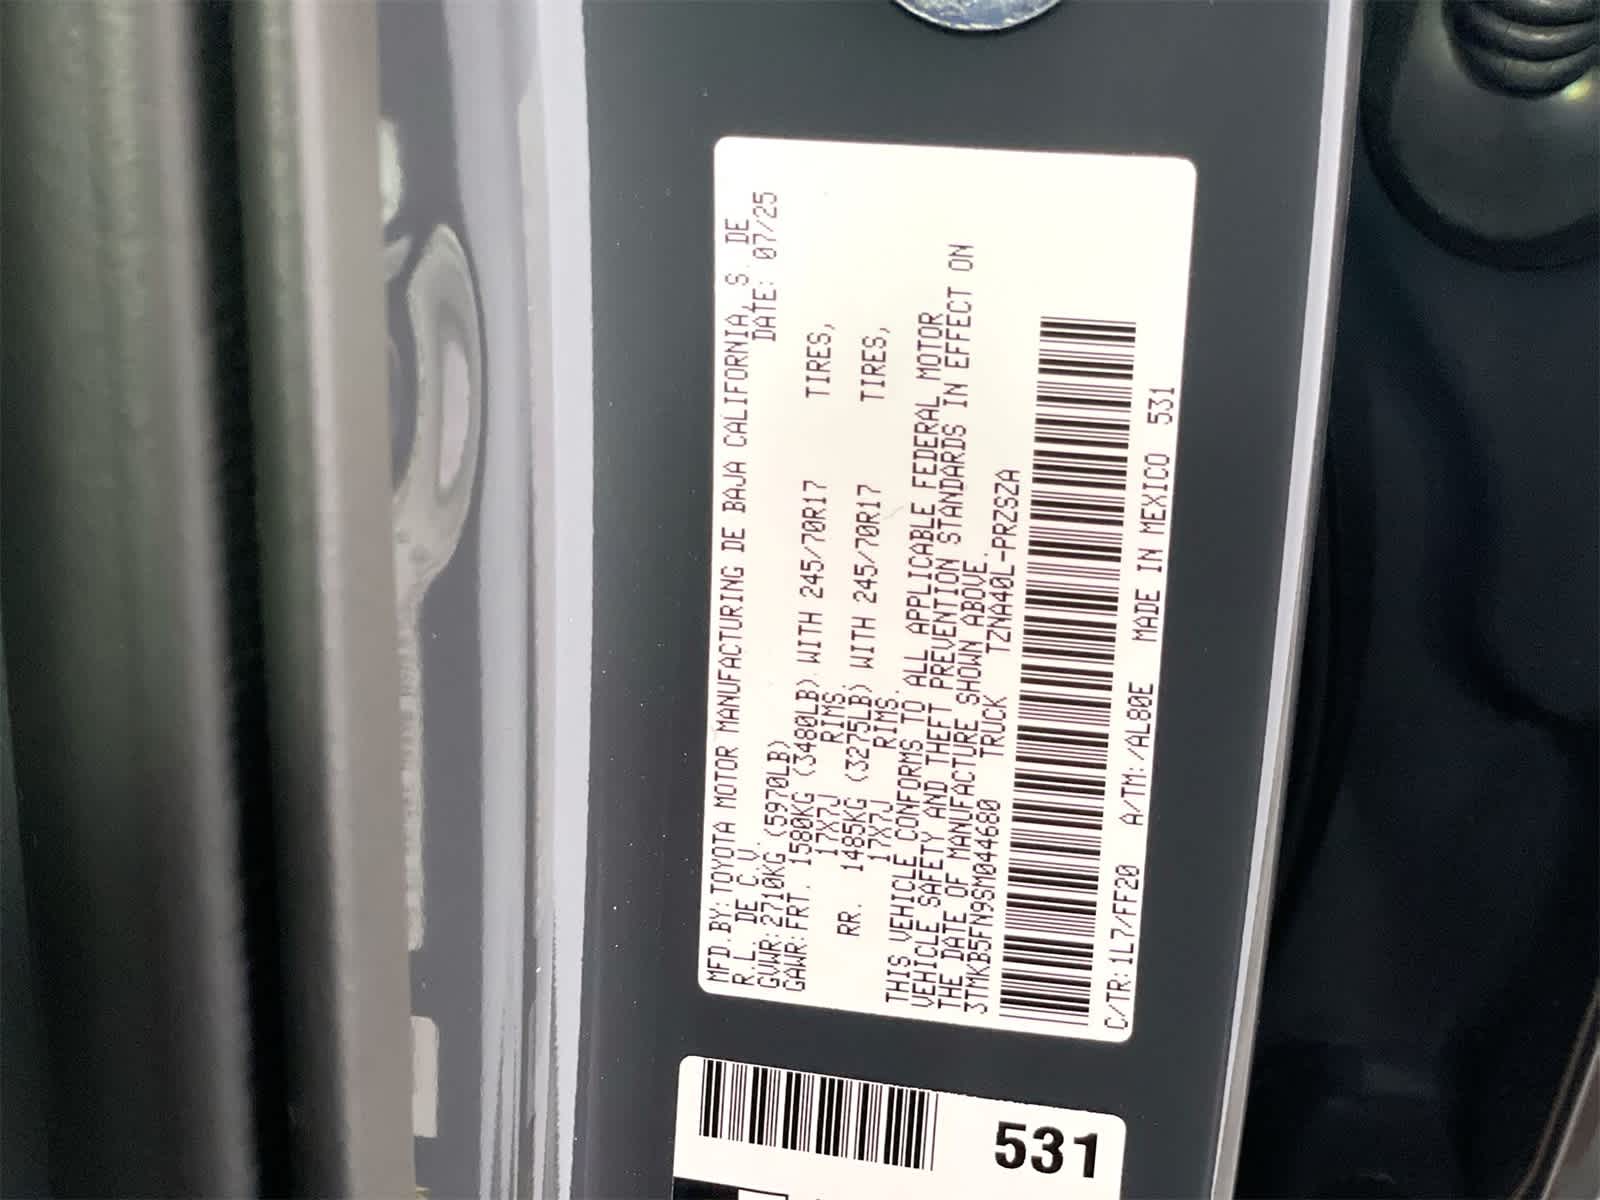 MFD.BY:TOYOTA MOTOR MANUFACTURING DE BAJA CALIFORNIA, S. DE
R.L. DE C.V. DATE: 07/25
GVWR:2710KG (5970LB)
GAWR:FRT. 1580KG (3480LB) WITH 245/70R17 TIRES,
17X7J RIMS.
RR. 1485KG (3275LB) WITH 245/70R17 TIRES,
17X7J RIMS.
THIS VEHICLE CONFORMS TO ALL APPLICABLE FEDERAL MOTOR
VEHICLE SAFETY AND THEFT PREVENTION STANDARDS IN EFFECT ON
THE DATE OF MANUFACTURE SHOWN ABOVE.
3TMKB5FN9SM044680 TRUCK TZNA40L-PRZSZA
C/TR:1L7/FF20 A/TM:/AL80E MADE IN MEXICO 531
531